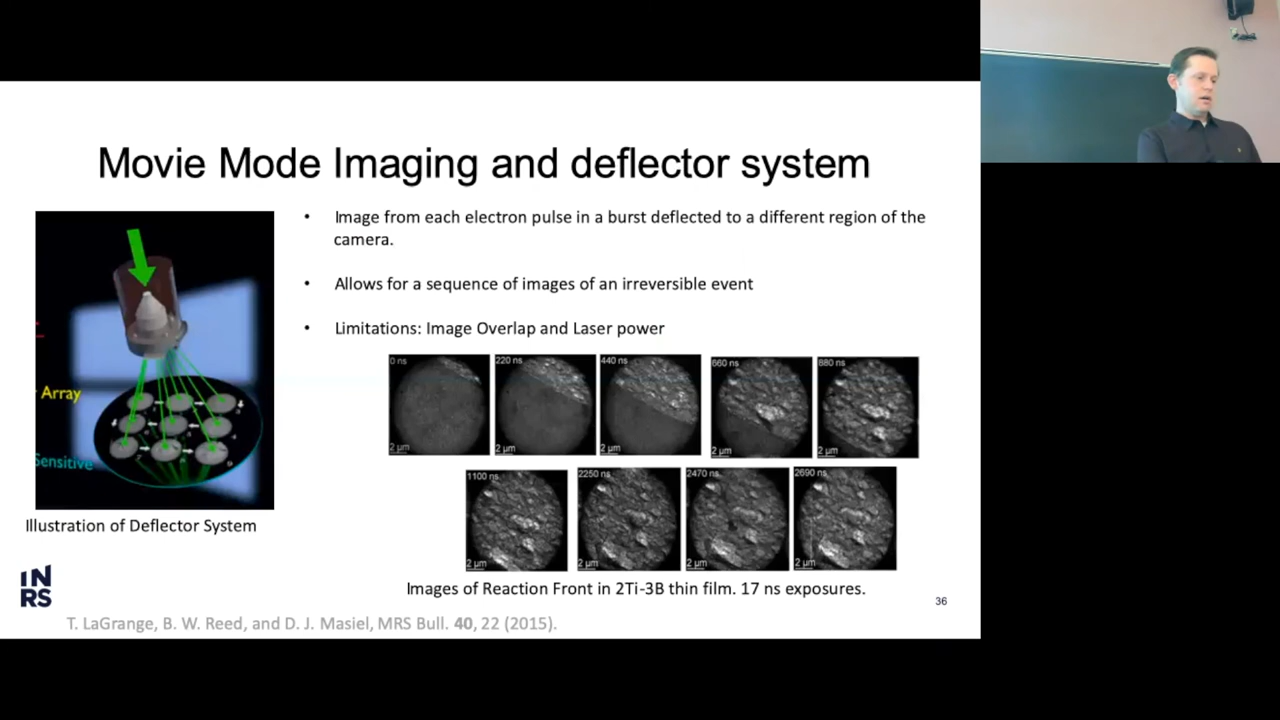 Movie Mode Imaging and deflector system
• Image from each electron pulse in a burst deflected to a different region of the
camera.
• Allows for a sequence of images of an irreversible event
• Limitations: Image Overlap and Laser power
Array
Sensitive
Illustration of Deflector System
0 ns
220 ns
440 ns
660 ns
880 ns
2 µm
2 µm
2 µm
2 µm
2 µm
1100 ns
2250 ns
2470 ns
2690 ns
2 µm
2 µm
2 µm
2 µm
Images of Reaction Front in 2Ti-3B thin film. 17 ns exposures.
IN
RS
36
T. LaGrange, B. W. Reed, and D. J. Masiel, MRS Bull. 40, 22 (2015).